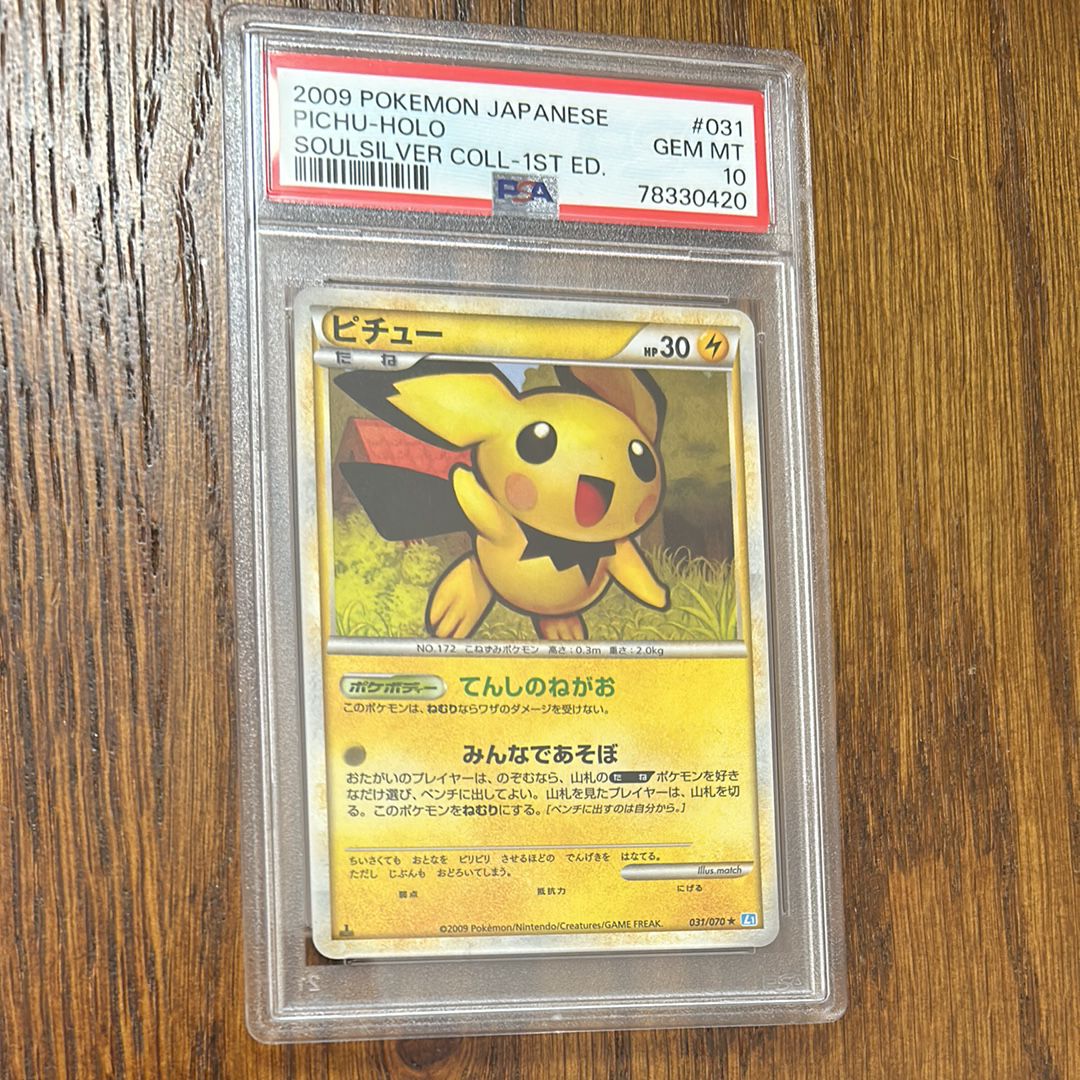 2009 POKEMON JAPANESE #031
PICHU-HOLO GEM MT
SOULSILVER COLL-1ST ED. 10
PSA 78330420
ピチュー HP30
たね
NO.172 こねずみポケモン 高さ:0.3m 重さ:2.0kg
ポケボディー てんしのねがお
このポケモンは、ねむりならワザのダメージを受けない。
みんなであそぼ
おたがいのプレイヤーは、のぞむなら、山札のたねポケモンを好き
なだけ選び、ベンチに出してよい。山札を見たプレイヤーは、山札を切
る。このポケモンをねむりにする。[ベンチに出すのは自分から。]
ちいさくても おとなを ビリビリ させるほどの でんげきを はなてる。
ただし じぶんも おどろいてしまう。
Illus.match
弱点 抵抗力 にげる
1 ©2009 Pokémon/Nintendo/Creatures/GAME FREAK. 031/070★ L1